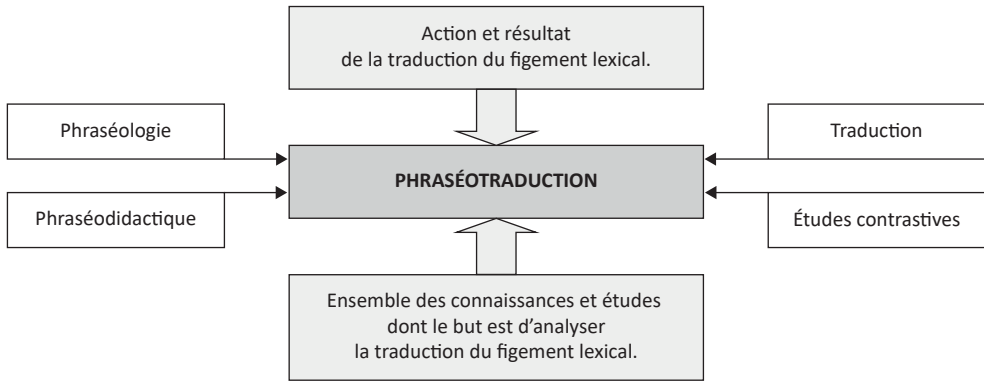 Action et résultat
de la traduction du figement lexical.
Phraséologie
Traduction
PHRASÉOTRADUCTION
Phraséodidactique
Études contrastives
Ensemble des connaissances et études
dont le but est d’analyser
la traduction du figement lexical.